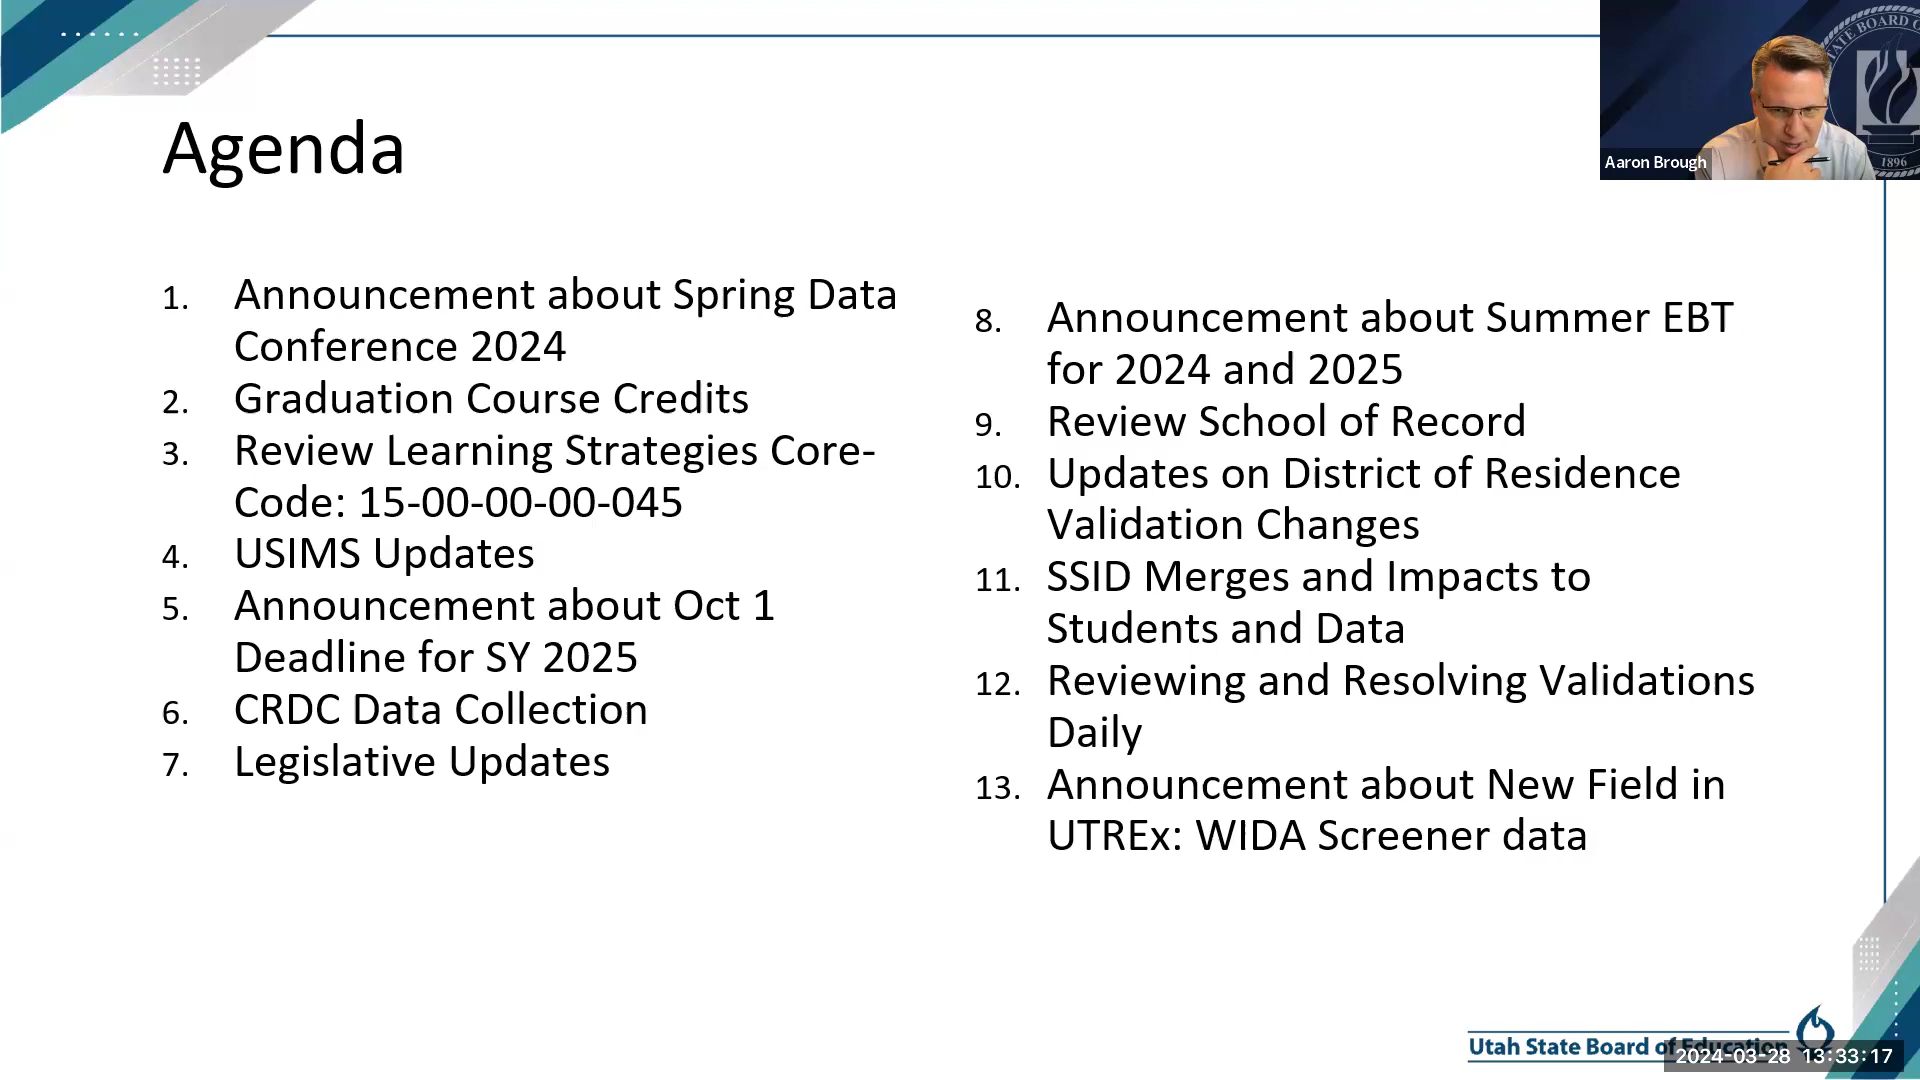 Agenda
1. Announcement about Spring Data
Conference 2024
2. Graduation Course Credits
3. Review Learning Strategies Core-
Code: 15-00-00-00-045
4. USIMS Updates
5. Announcement about Oct 1
Deadline for SY 2025
6. CRDC Data Collection
7. Legislative Updates
8. Announcement about Summer EBT
for 2024 and 2025
9. Review School of Record
10. Updates on District of Residence
Validation Changes
11. SSID Merges and Impacts to
Students and Data
12. Reviewing and Resolving Validations
Daily
13. Announcement about New Field in
UTREx: WIDA Screener data
STATE BOARD
1896
Aaron Brough
Utah State Board of Education
2024-03-28 13:33:17